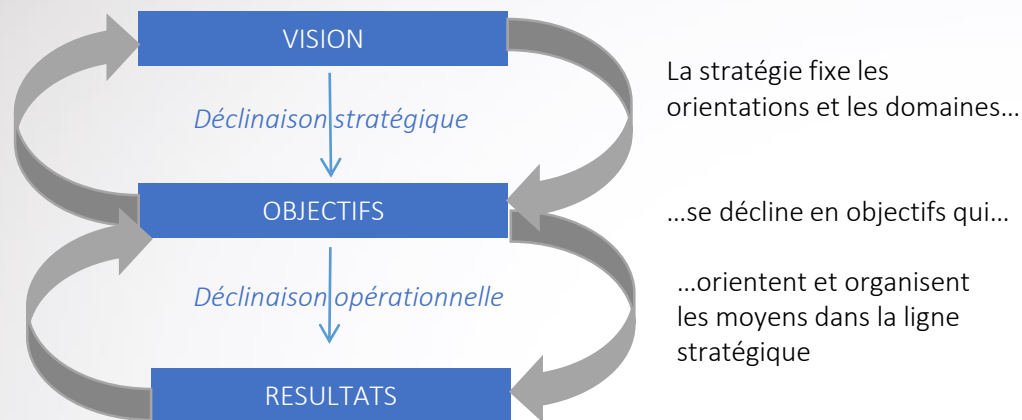 VISION
La stratégie fixe les
orientations et les domaines...
Déclinaison stratégique
OBJECTIFS
...se décline en objectifs qui...
Déclinaison opérationnelle
...orientent et organisent
les moyens dans la ligne
stratégique
RESULTATS